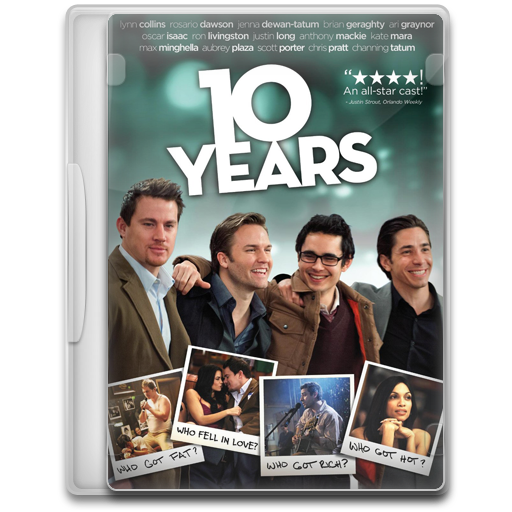 lynn collins rosario dawson jenna dewan-tatum brian geraghty ari graynor
oscar isaac ron livingston justin long anthony mackie kate mara
max minghella aubrey plaza scott porter chris pratt channing tatum
"★★★★!
An all-star cast!"
- Justin Strout, Orlando Weekly
10
YEARS
WHO GOT FAT?
WHO FELL IN LOVE?
WHO GOT RICH?
WHO GOT HOT?